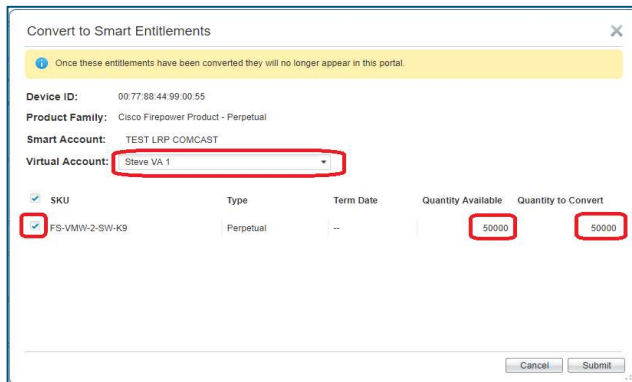 Convert to Smart Entitlements
Once these entitlements have been converted they will no longer appear in this portal.
Device ID: 00:77:88:44:99:00:55
Product Family: Cisco Firepower Product - Perpetual
Smart Account: TEST LRP COMCAST
Virtual Account: Steve VA 1
SKU Type Term Date Quantity Available Quantity to Convert
FS-VMW-2-SW-K9 Perpetual -- 50000 50000
Cancel Submit